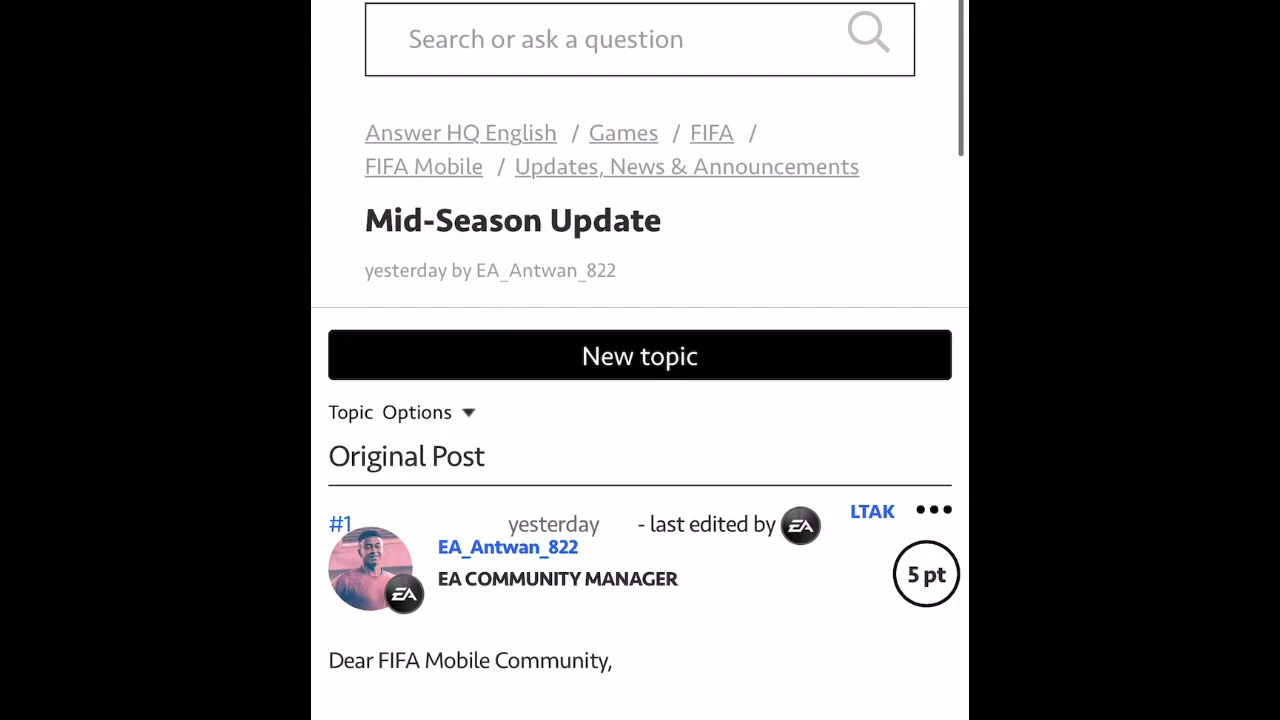 Search or ask a question
Answer HQ English / Games / FIFA /
FIFA Mobile / Updates, News & Announcements
Mid-Season Update
yesterday by EA_Antwan_822
New topic
Topic Options
Original Post
#1 yesterday - last edited by EA LTAK
EA_Antwan_822
EA COMMUNITY MANAGER
EA
5 pt
Dear FIFA Mobile Community,